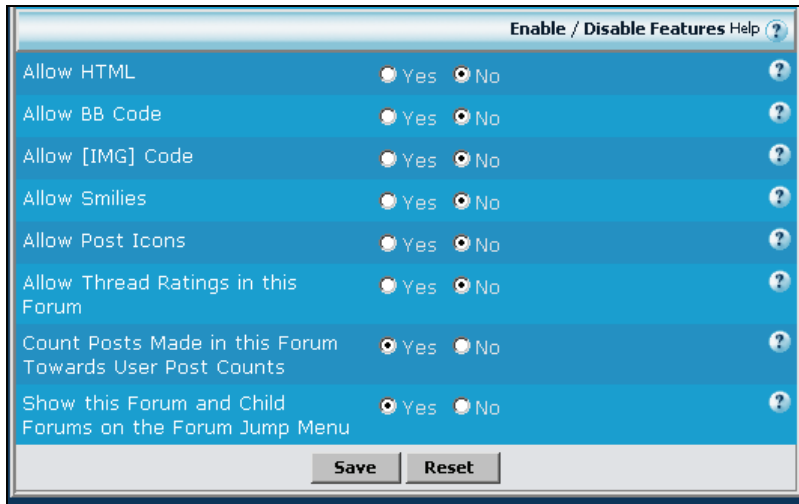 Enable / Disable Features Help ?
Allow HTML Yes No ?
Allow BB Code Yes No ?
Allow [IMG] Code Yes No ?
Allow Smilies Yes No ?
Allow Post Icons Yes No ?
Allow Thread Ratings in this Yes No ?
Forum
Count Posts Made in this Forum Yes No ?
Towards User Post Counts
Show this Forum and Child Yes No ?
Forums on the Forum Jump Menu
Save Reset